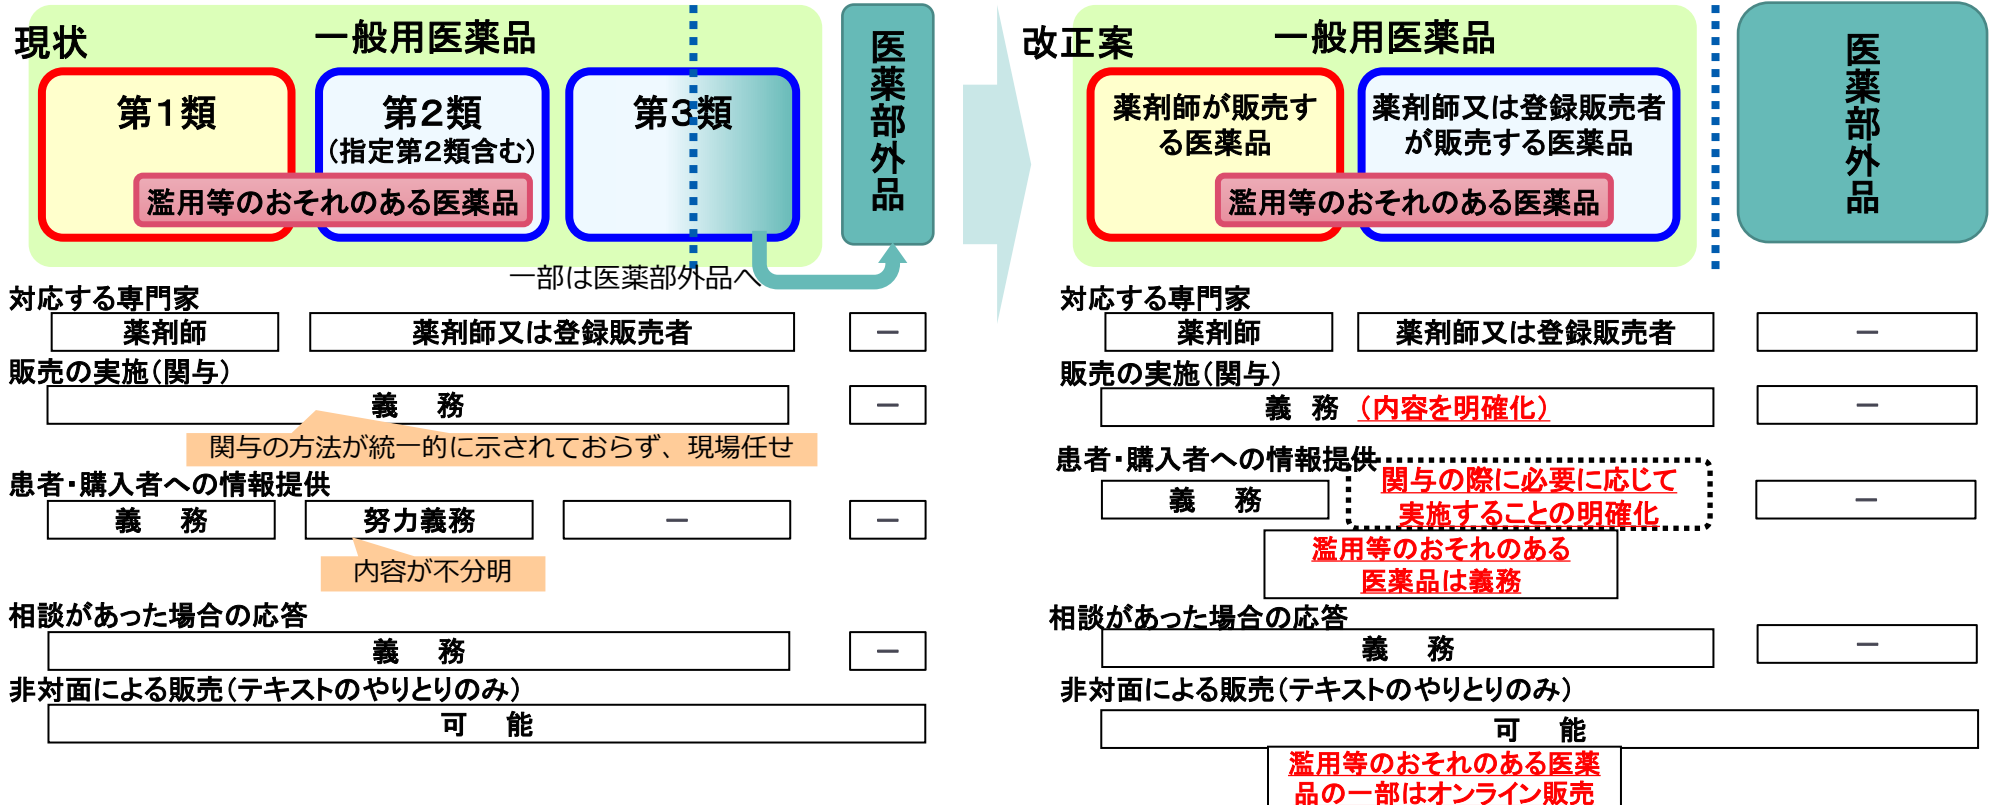 現状
一般用医薬品
第1類
第2類
(指定第2類含む)
第3類
濫用等のおそれのある医薬品
医薬部外品
一部は医薬部外品へ
対応する専門家
薬剤師
薬剤師又は登録販売者
―
販売の実施(関与)
義 務
―
関与の方法が統一的に示されておらず、現場任せ
患者・購入者への情報提供
義 務
努力義務
―
―
内容が不分明
相談があった場合の応答
義 務
―
非対面による販売(テキストのやりとりのみ)
可 能
改正案
一般用医薬品
薬剤師が販売す
る医薬品
薬剤師又は登録販売者
が販売する医薬品
濫用等のおそれのある医薬品
医薬部外品
対応する専門家
薬剤師
薬剤師又は登録販売者
―
販売の実施(関与)
義 務 (内容を明確化)
―
患者・購入者への情報提供
義 務
関与の際に必要に応じて
実施することの明確化
―
濫用等のおそれのある
医薬品は義務
相談があった場合の応答
義 務
―
非対面による販売(テキストのやりとりのみ)
可 能
濫用等のおそれのある医薬
品の一部はオンライン販売